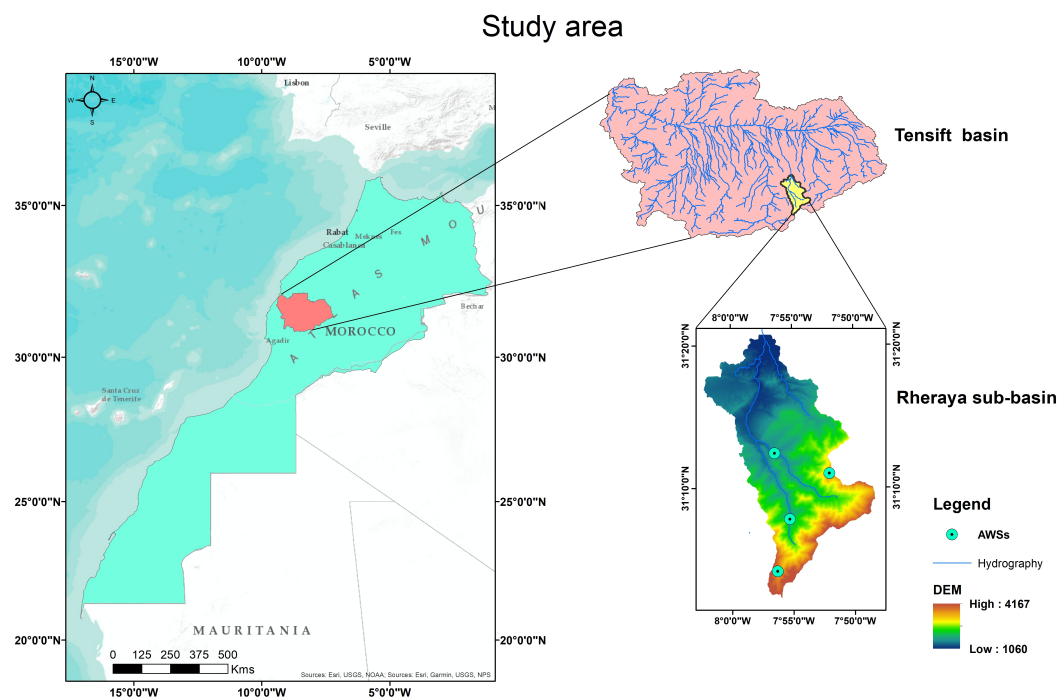 Study area
15°0'0"W 10°0'0"W 5°0'0"W
N
W E
S
Lisbon
M
Seville
35°0'0"N 35°0'0"N
Rabat
Meknes Fes
Casablanca
A T L A S M O U
Bechar
MOROCCO
Agadir
30°0'0"N 30°0'0"N
Santa Cruz
de Tenerife
25°0'0"N 25°0'0"N
MAURITANIA
20°0'0"N 20°0'0"N
0 125 250 375 500
Kms
Sources: Esri, USGS, NOAA; Sources: Esri, Garmin, USGS, NPS
15°0'0"W 10°0'0"W 5°0'0"W
Tensift basin
8°0'0"W 7°55'0"W 7°50'0"W
31°20'0"N 31°20'0"N
Rheraya sub-basin
31°10'0"N 31°10'0"N
8°0'0"W 7°55'0"W 7°50'0"W
Legend
AWSs
Hydrography
DEM
High : 4167
Low : 1060